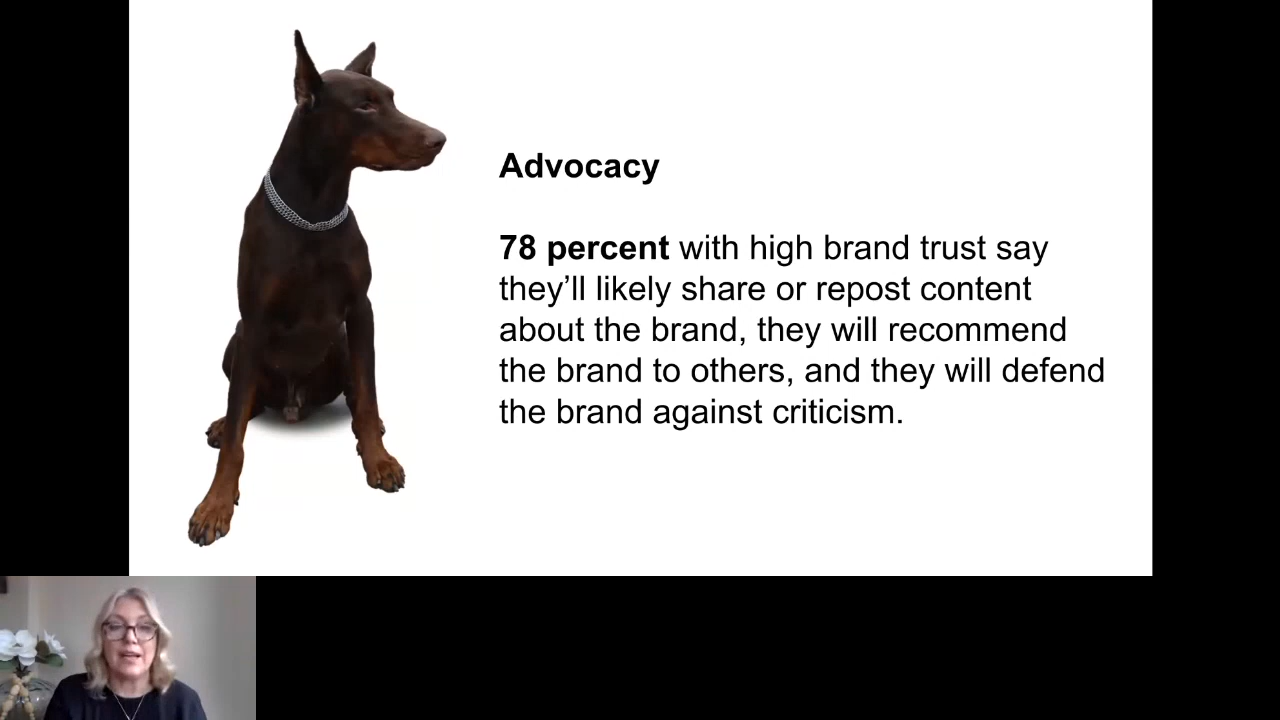 Advocacy
78 percent with high brand trust say
they’ll likely share or repost content
about the brand, they will recommend
the brand to others, and they will defend
the brand against criticism.